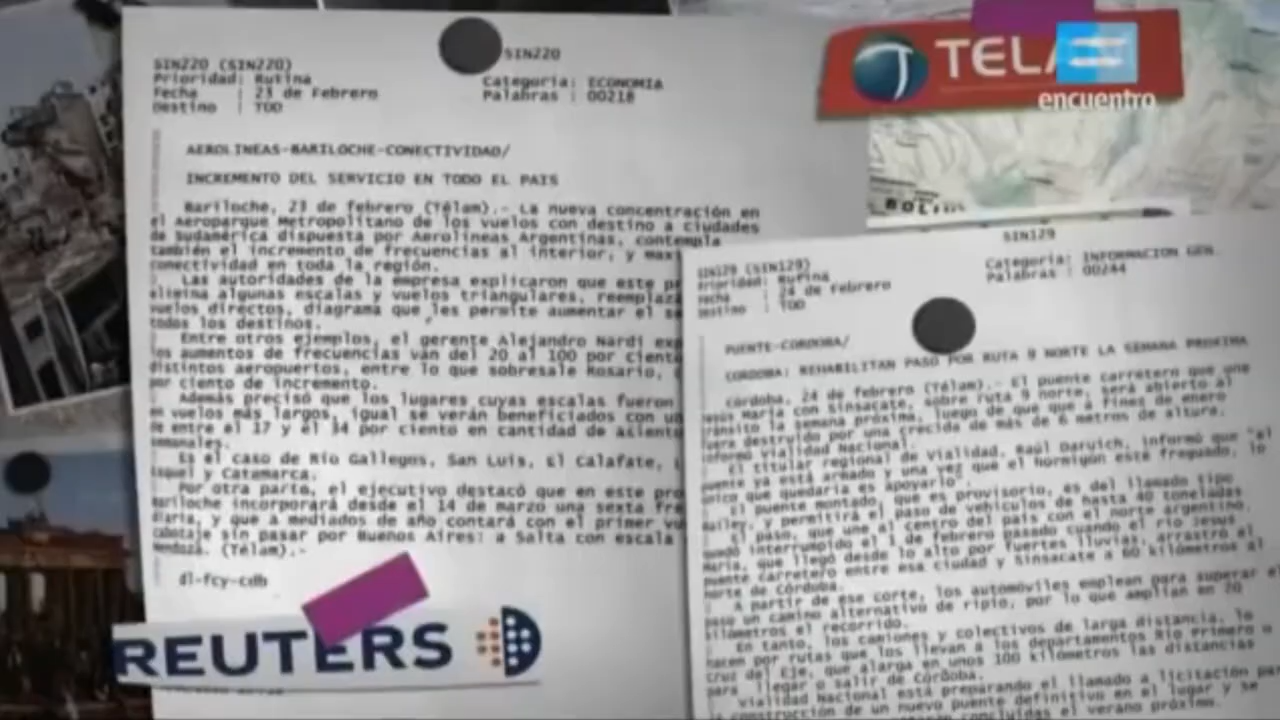 SIN220
SIN220 (SIN220)
Prioridad: Rutina
Fecha : 23 de Febrero
Destino : TOD
Categoria: ECONOMIA
Palabras : 00218
AEROLINEAS-BARILOCHE-CONECTIVIDAD/
INCREMENTO DEL SERVICIO EN TODO EL PAIS
Bariloche, 23 de febrero (Télam).- La nueva concentración en
el Aeroparque Metropolitano de los vuelos con destino a ciudades
de Sudamérica dispuesta por Aerolíneas Argentinas, contempla
también el incremento de frecuencias al interior, y
conectividad en toda la región.
Las autoridades de la empresa explicaron que este
elimina algunas escalas y vuelos triangulares,
vuelos directos, diagrama que les permite aumentar el
todos los destinos.
Entre otros ejemplos, el gerente Alejandro Nardi
los aumentos de frecuencias van del 20 al 100 por ciento
distintos aeropuertos, entre lo que sobresale Rosario,
por ciento de incremento.
Además precisó que los lugares cuyas escalas fueron
en vuelos más largos, igual se verán beneficiados con un
de entre el 17 y el 34 por ciento en cantidad de
semanales.
Es el caso de Río Gallegos, San Luis, El Calafate,
Esquel y Catamarca.
Por otra parte, el ejecutivo destacó que en este
Bariloche incorporará desde el 14 de marzo una sexta
diaria, y que a mediados de año contará con el primer
cabotaje sin pasar por Buenos Aires: a Salta con escala
Mendoza. (Télam).-
dl-fcy-cdb
REUTERS
TELA
encuentro
SIN129
SIN129 (SIN129)
Prioridad: Rutina
Fecha : 24 de Febrero
Destino : TOD
Categoria: INFORMACION GEN.
Palabras : 00244
PUENTE-CORDOBA/
CORDOBA: REHABILITAN PASO POR RUTA 9 NORTE LA SEMANA PROXIMA
Córdoba, 24 de febrero (Télam).- El puente carretero que une
Jesús María con Sinsacate, sobre ruta 9 norte, será abierto al
tránsito la semana próxima, luego de que a fines de enero
fuera destruido por una crecida de más de 6 metros de altura,
informó Vialidad Nacional.
El titular regional de Vialidad, Raúl Daruich, informó que "el
puente ya está armado y una vez que el hormigón esté fraguado, lo
único que quedaría es apoyarlo".
El puente montado, que es provisorio, es del llamado tipo
Bailey, y permitirá el paso de vehículos de hasta 40 toneladas
El paso, que une al centro del país con el norte argentino,
quedó interrumpido el 1 de febrero pasado cuando el río Jesús
María, que llegó desde lo alto por fuertes lluvias, arrastró el
puente carretero entre esa ciudad y Sinsacate a 60 kilómetros al
norte de Córdoba.
A partir de ese corte, los automóviles emplean para superar el
paso un camino alternativo de ripio, por lo que amplían en 20
kilómetros el recorrido.
En tanto, los camiones y colectivos de larga distancia, lo
hacen por rutas que los llevan a los departamentos Río Primero o
Cruz del Eje, que alarga en unos 100 kilómetros las distancias
para llegar o salir de Córdoba.
Vialidad Nacional está preparando el llamado a licitación para
la construcción de un nuevo puente definitivo en el lugar y se
concluidas el verano próximo.